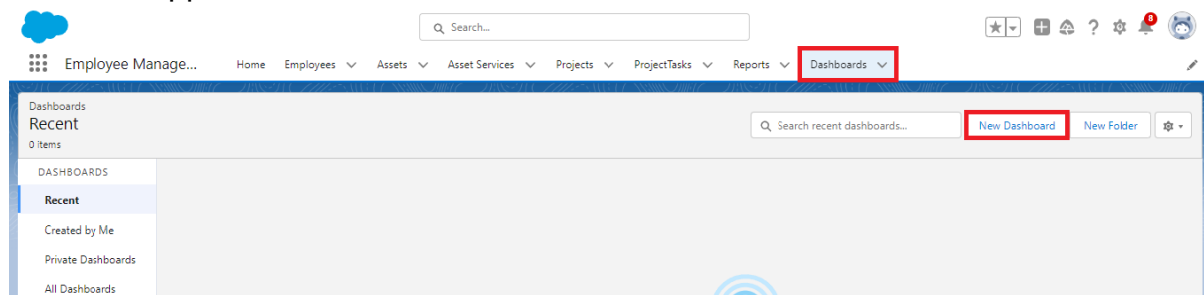 Search...
8
Employee Manage...
Home
Employees
Assets
Asset Services
Projects
ProjectTasks
Reports
Dashboards
Dashboards
Recent
0 items
Search recent dashboards...
New Dashboard
New Folder
DASHBOARDS
Recent
Created by Me
Private Dashboards
All Dashboards